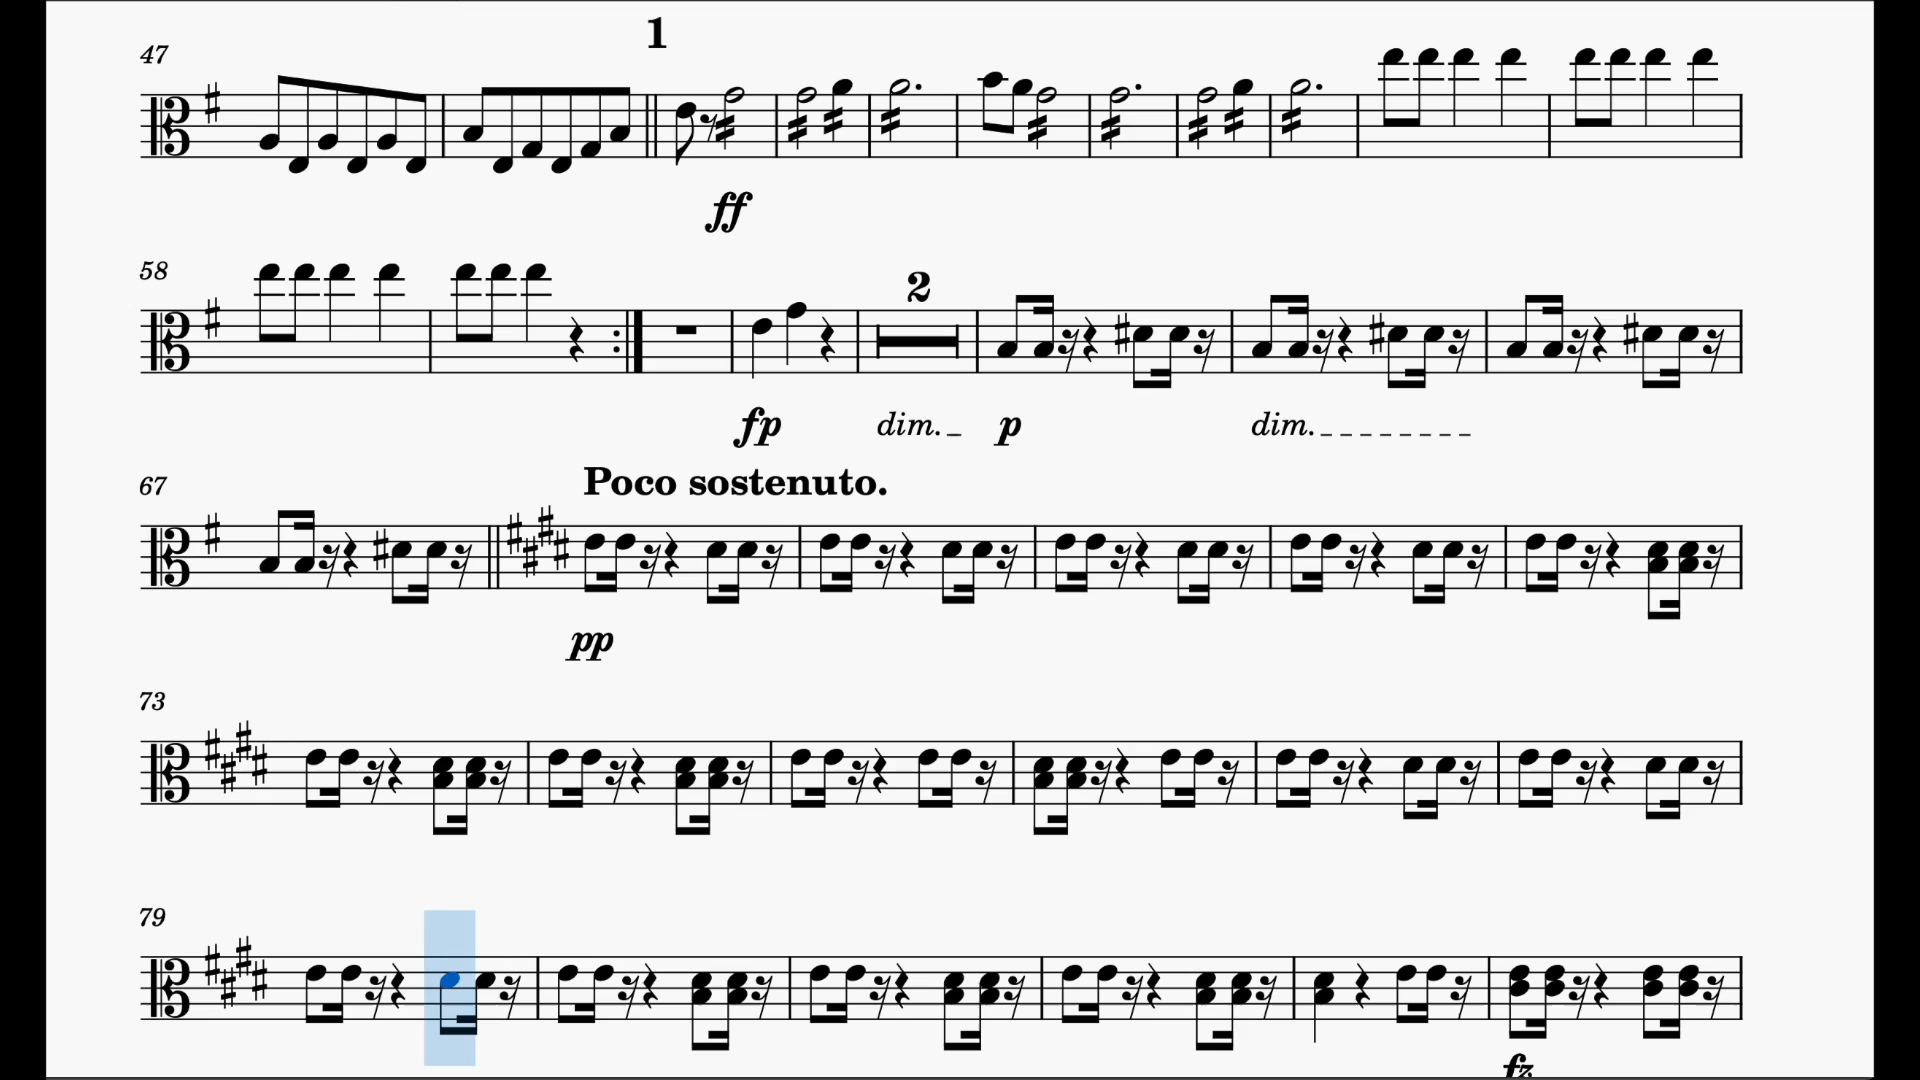 1
47
ff
58
2
fp dim. p dim.
Poco sostenuto.
67
pp
73
79
fz